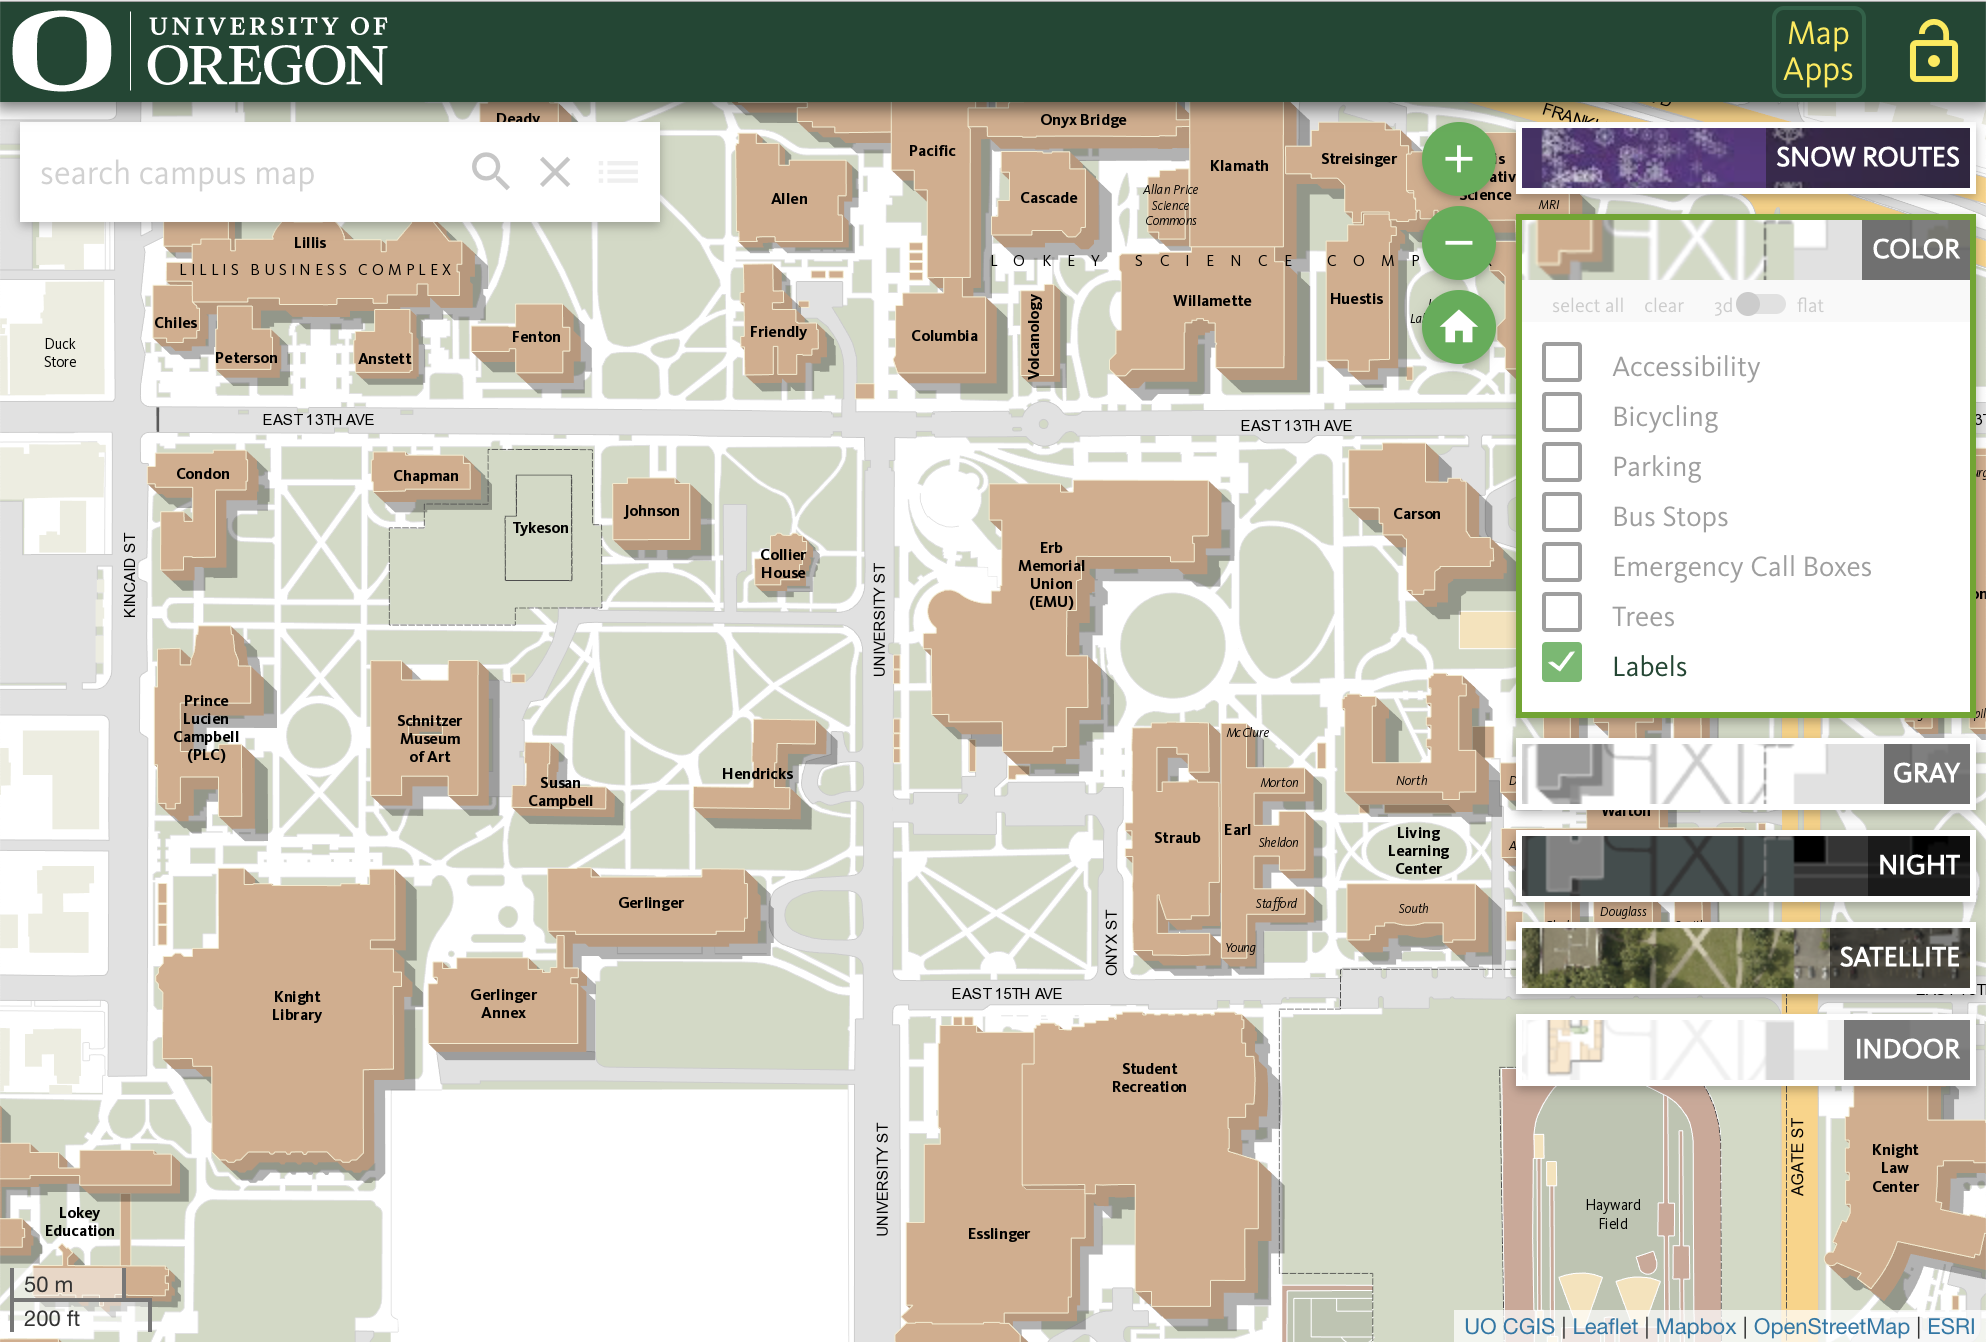 UNIVERSITY OF
OREGON
Map
Apps
search campus map
SNOW ROUTES
COLOR
select all
clear
3d
flat
Accessibility
Bicycling
Parking
Bus Stops
Emergency Call Boxes
Trees
Labels
GRAY
NIGHT
SATELLITE
INDOOR
Deady
Pacific
Onyx Bridge
Klamath
Streisinger
Allen
Cascade
Allan Price
Science
Commons
Science
MRI
Lillis
LILLIS BUSINESS COMPLEX
LOKEY SCIENCE COMP
Chiles
Peterson
Anstett
Fenton
Friendly
Columbia
Volcanology
Willamette
Huestis
Duck
Store
EAST 13TH AVE
EAST 13TH AVE
Condon
Chapman
Tykeson
Johnson
Collier
House
Erb
Memorial
Union
(EMU)
Carson
KINCAID ST
UNIVERSITY ST
Prince
Lucien
Campbell
(PLC)
Schnitzer
Museum
of Art
Susan
Campbell
Hendricks
McClure
Morton
North
Straub
Earl
Sheldon
Living
Learning
Center
Walton
Stafford
South
Young
Douglass
Gerlinger
ONYX ST
EAST 15TH AVE
Knight
Library
Gerlinger
Annex
Student
Recreation
Esslinger
UNIVERSITY ST
Hayward
Field
AGATE ST
Knight
Law
Center
Lokey
Education
50 m
200 ft
UO CGIS | Leaflet | Mapbox | OpenStreetMap | ESRI